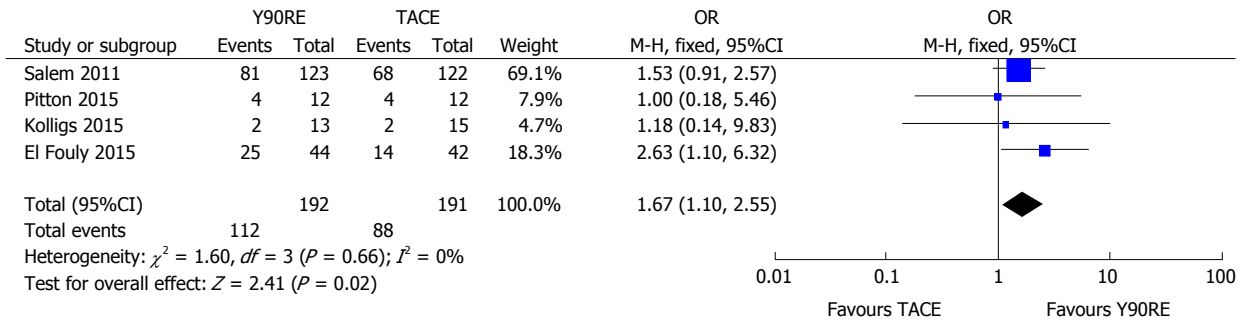 Y90RE TACE OR OR
Study or subgroup Events Total Events Total Weight M-H, fixed, 95%CI M-H, fixed, 95%CI
Salem 2011 81 123 68 122 69.1% 1.53 (0.91, 2.57)
Pitton 2015 4 12 4 12 7.9% 1.00 (0.18, 5.46)
Kolligs 2015 2 13 2 15 4.7% 1.18 (0.14, 9.83)
El Fouly 2015 25 44 14 42 18.3% 2.63 (1.10, 6.32)
Total (95%CI) 192 191 100.0% 1.67 (1.10, 2.55)
Total events 112 88
Heterogeneity: χ² = 1.60, df = 3 (P = 0.66); I² = 0%
Test for overall effect: Z = 2.41 (P = 0.02)
0.01 0.1 1 10 100
Favours TACE Favours Y90RE